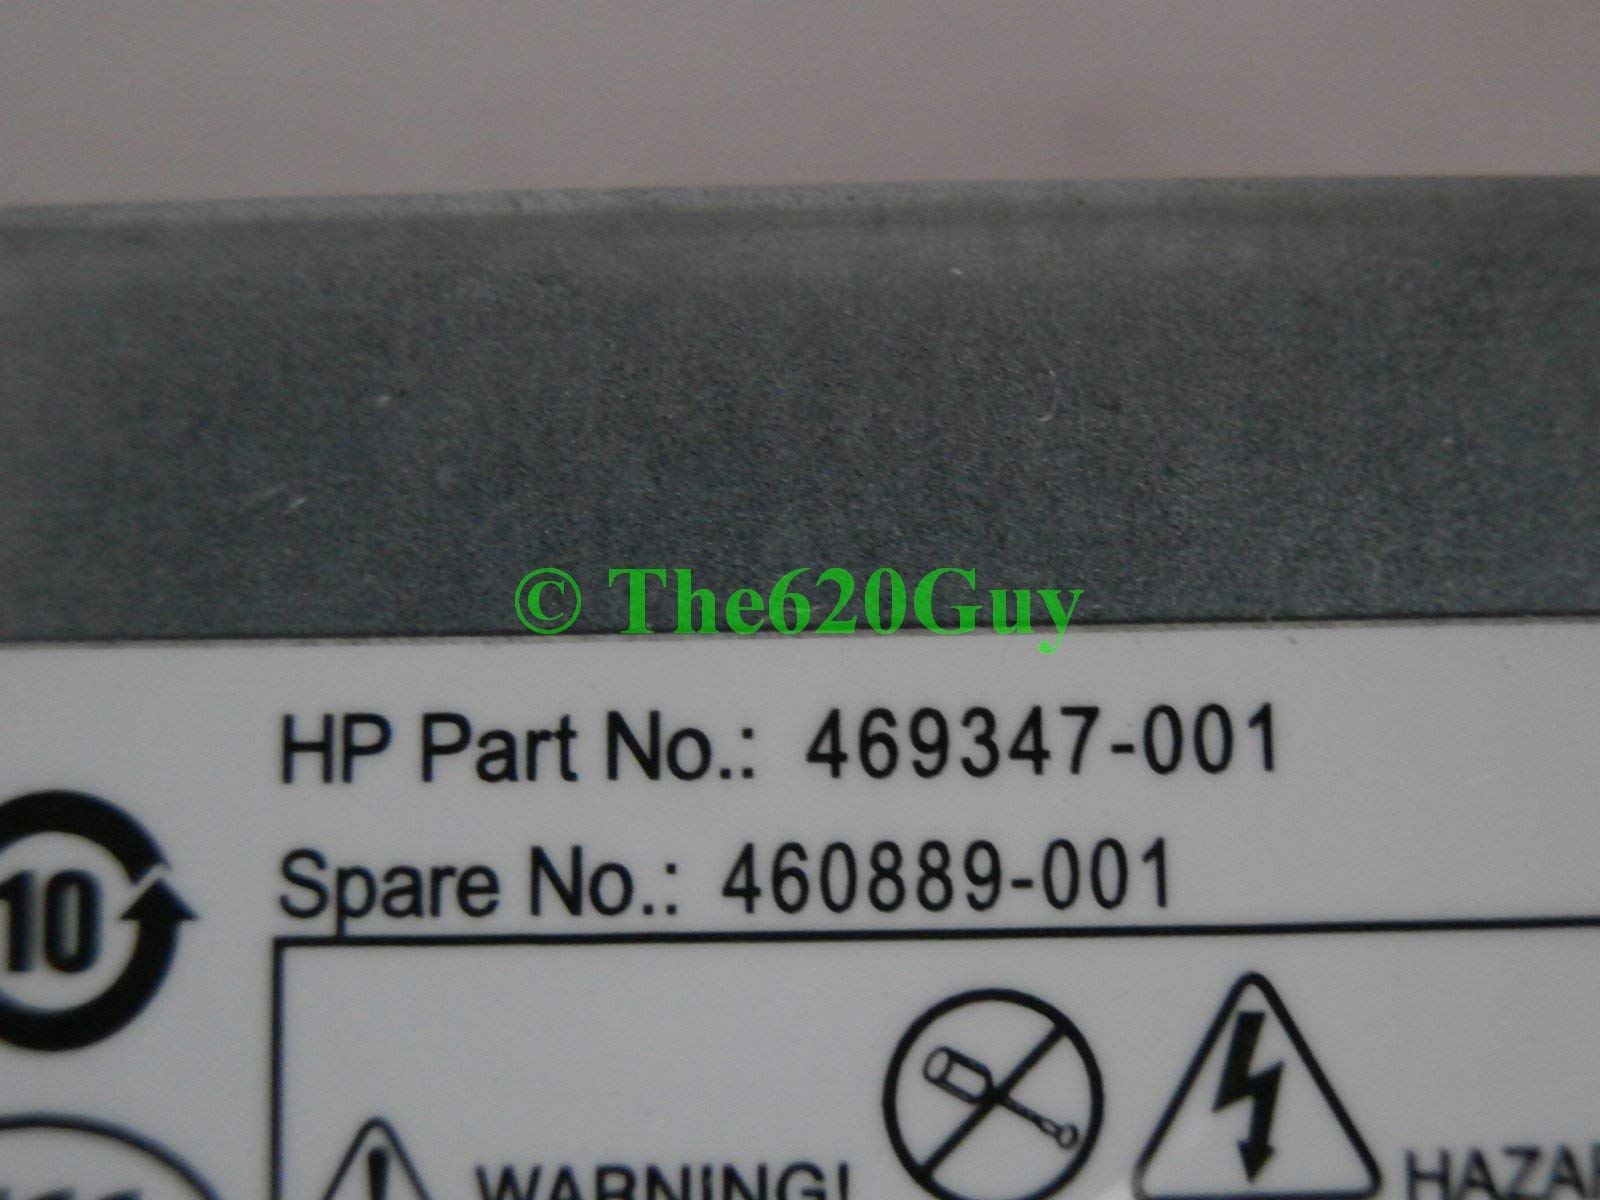 © The620Guy
HP Part No.: 469347-001
Spare No.: 460889-001
10
WARNING!